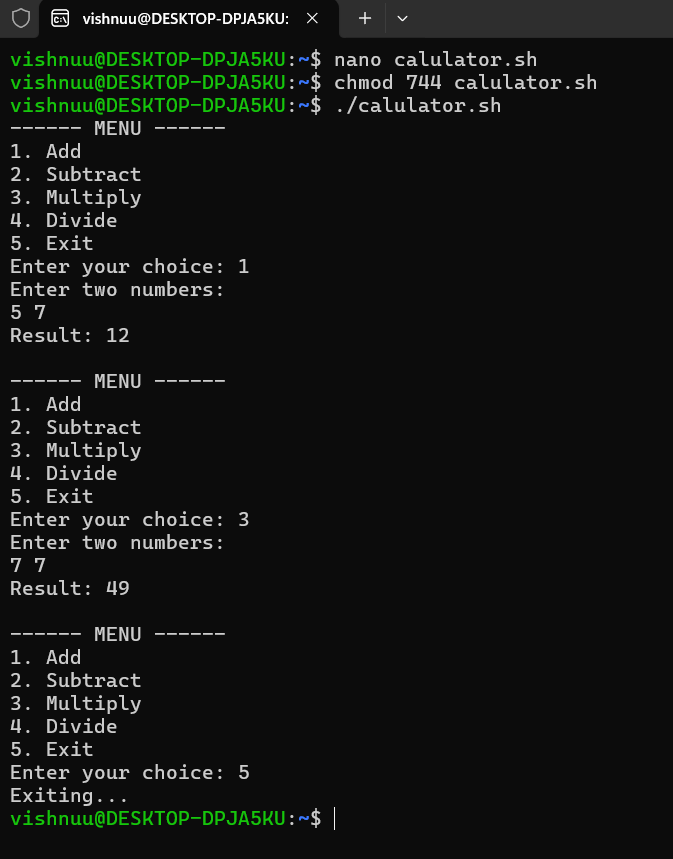 vishnuu@DESKTOP-DPJA5KU:
vishnuu@DESKTOP-DPJA5KU:~$ nano calulator.sh
vishnuu@DESKTOP-DPJA5KU:~$ chmod 744 calulator.sh
vishnuu@DESKTOP-DPJA5KU:~$ ./calulator.sh
------ MENU ------
1. Add
2. Subtract
3. Multiply
4. Divide
5. Exit
Enter your choice: 1
Enter two numbers:
5 7
Result: 12
------ MENU ------
1. Add
2. Subtract
3. Multiply
4. Divide
5. Exit
Enter your choice: 3
Enter two numbers:
7 7
Result: 49
------ MENU ------
1. Add
2. Subtract
3. Multiply
4. Divide
5. Exit
Enter your choice: 5
Exiting...
vishnuu@DESKTOP-DPJA5KU:~$